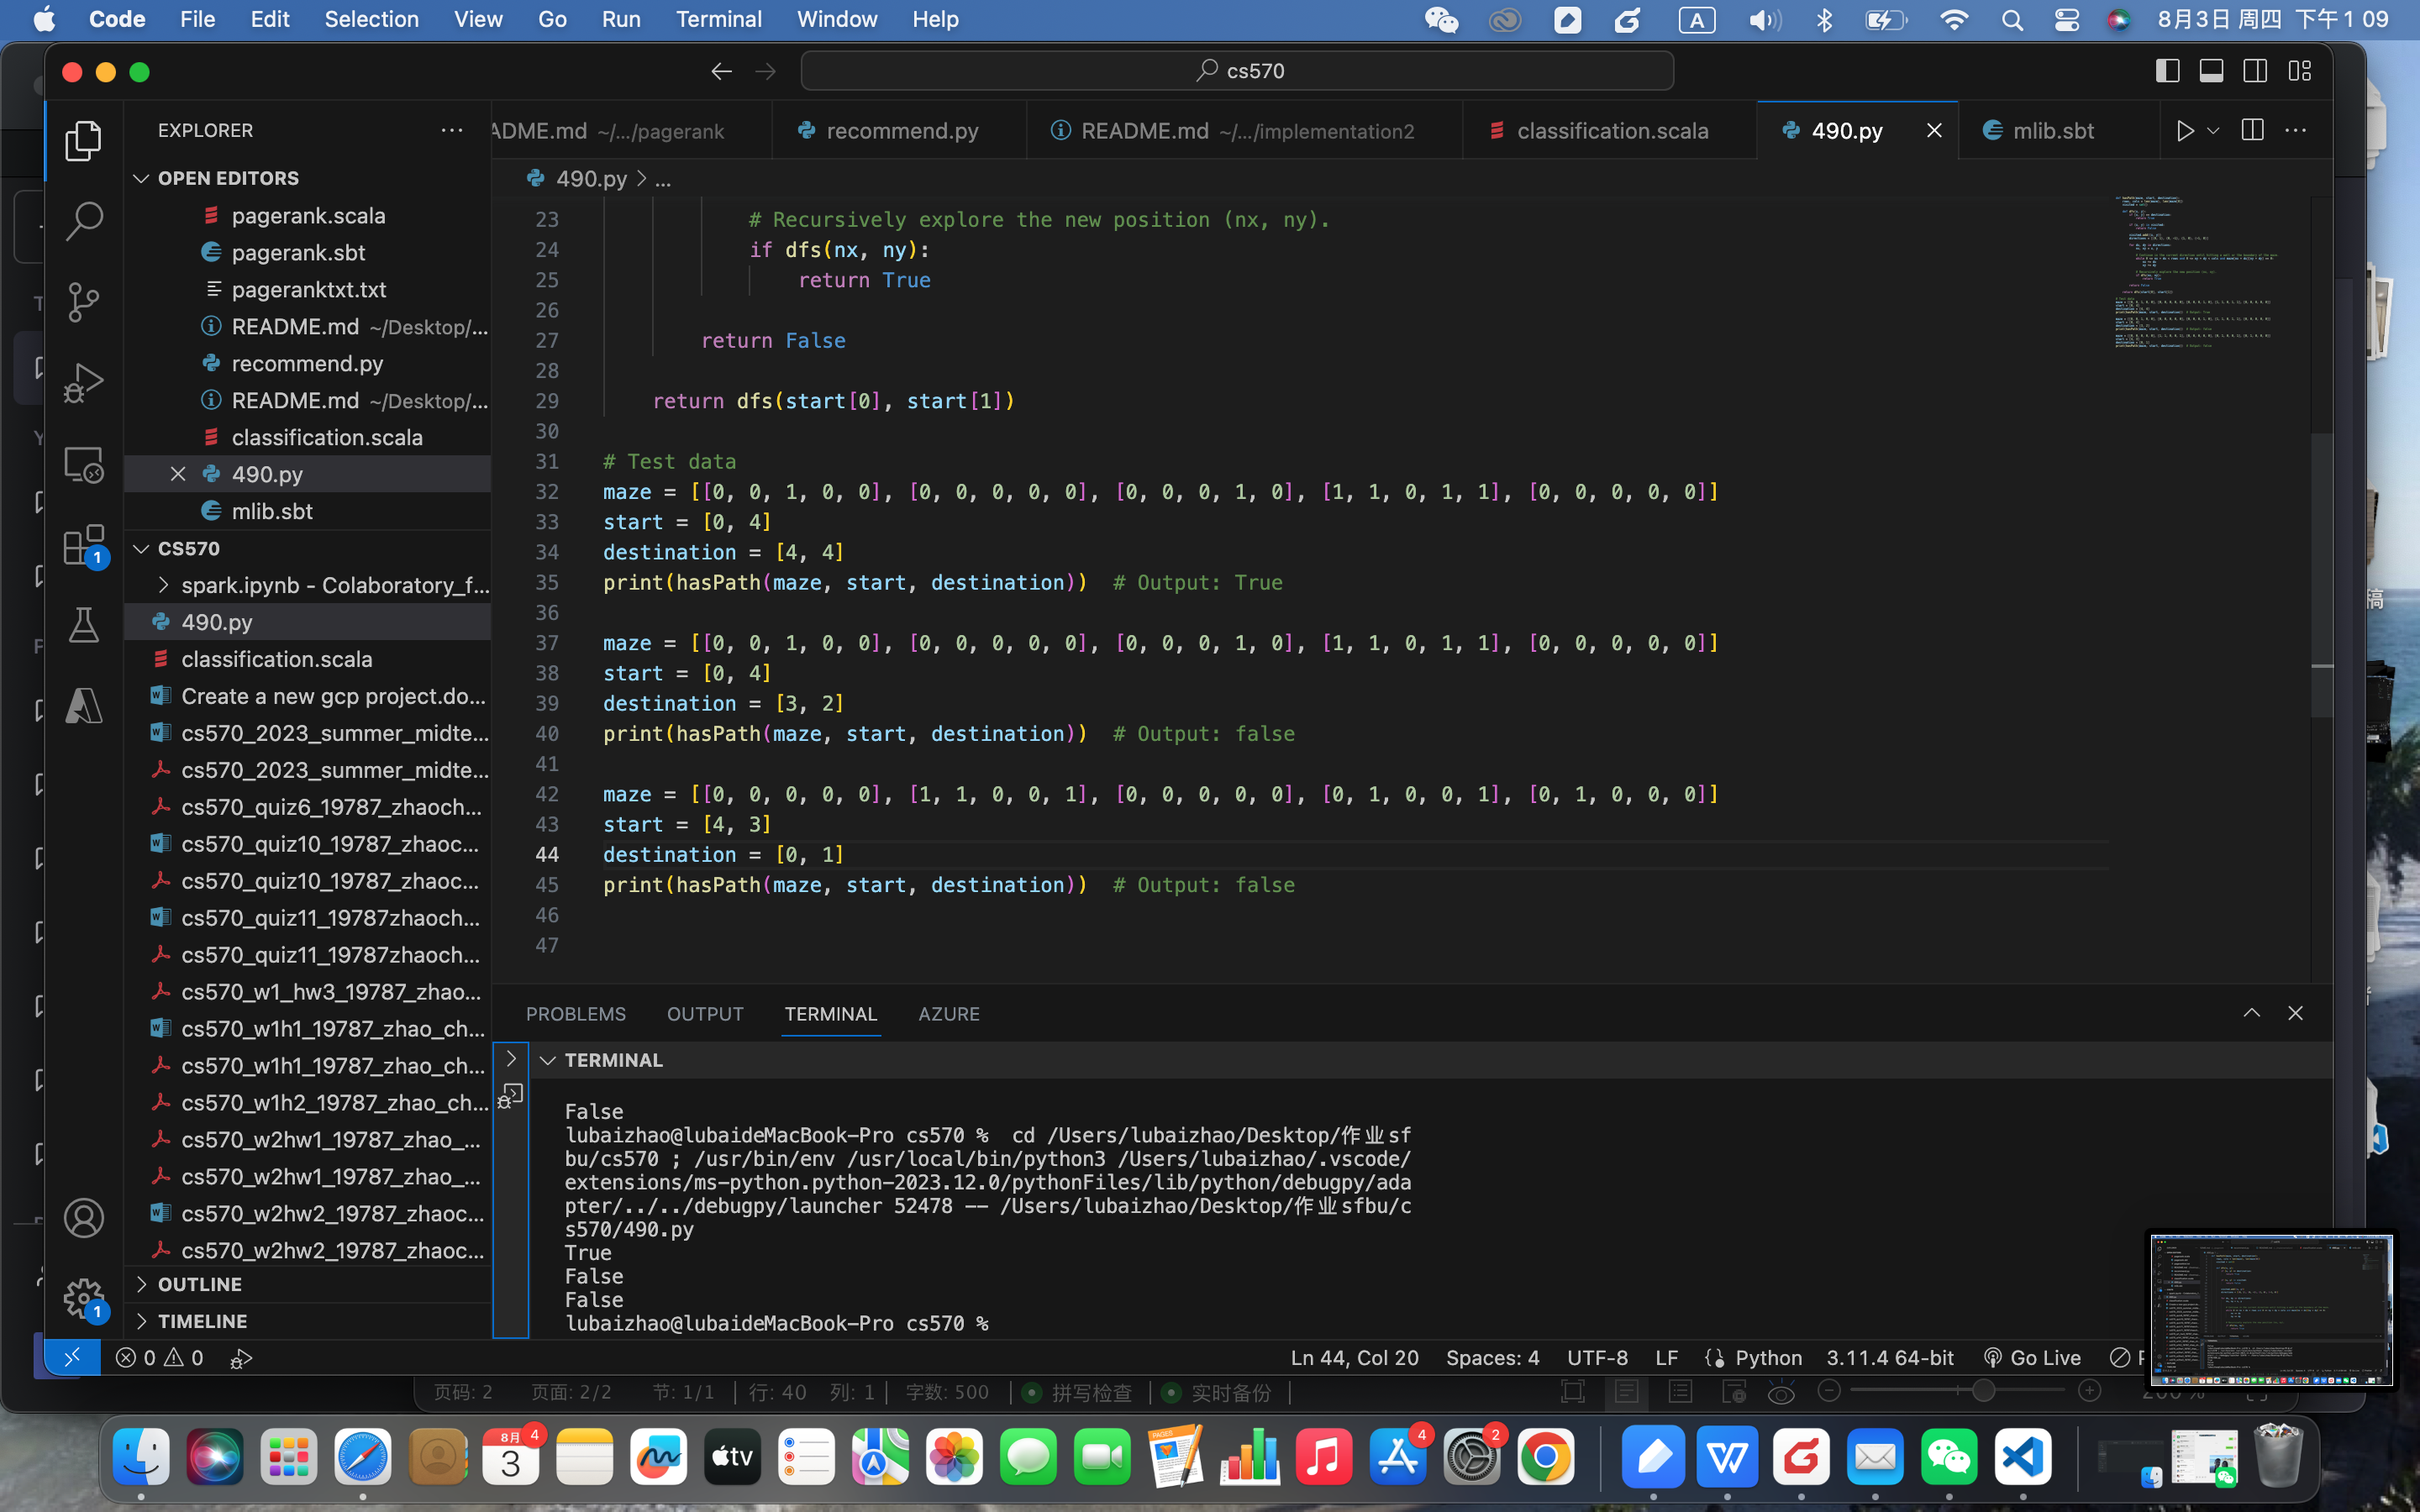 Code File Edit Selection View Go Run Terminal Window Help
A
8月3日 周四 下午1 09
cs570
EXPLORER
ADME.md ~/.../pagerank
recommend.py
README.md ~/.../implementation2
classification.scala
490.py
mlib.sbt
OPEN EDITORS
pagerank.scala
pagerank.sbt
pageranktxt.txt
README.md ~/Desktop/...
recommend.py
README.md ~/Desktop/...
classification.scala
490.py
mlib.sbt
CS570
spark.ipynb - Colaboratory_f...
490.py
classification.scala
Create a new gcp project.do...
cs570_2023_summer_midte...
cs570_2023_summer_midte...
cs570_quiz6_19787_zhaoch...
cs570_quiz10_19787_zhaoc...
cs570_quiz10_19787_zhaoc...
cs570_quiz11_19787zhaoch...
cs570_quiz11_19787zhaoch...
cs570_w1_hw3_19787_zhao...
cs570_w1h1_19787_zhao_ch...
cs570_w1h1_19787_zhao_ch...
cs570_w1h2_19787_zhao_ch...
cs570_w2hw1_19787_zhao_...
cs570_w2hw1_19787_zhao_...
cs570_w2hw2_19787_zhaoc...
cs570_w2hw2_19787_zhaoc...
OUTLINE
TIMELINE
1
1
490.py > ...
23 # Recursively explore the new position (nx, ny).
24 if dfs(nx, ny):
25 return True
26
27 return False
28
29 return dfs(start[0], start[1])
30
31 # Test data
32 maze = [[0, 0, 1, 0, 0], [0, 0, 0, 0, 0], [0, 0, 0, 1, 0], [1, 1, 0, 1, 1], [0, 0, 0, 0, 0]]
33 start = [0, 4]
34 destination = [4, 4]
35 print(hasPath(maze, start, destination)) # Output: True
36
37 maze = [[0, 0, 1, 0, 0], [0, 0, 0, 0, 0], [0, 0, 0, 1, 0], [1, 1, 0, 1, 1], [0, 0, 0, 0, 0]]
38 start = [0, 4]
39 destination = [3, 2]
40 print(hasPath(maze, start, destination)) # Output: false
41
42 maze = [[0, 0, 0, 0, 0], [1, 1, 0, 0, 1], [0, 0, 0, 0, 0], [0, 1, 0, 0, 1], [0, 1, 0, 0, 0]]
43 start = [4, 3]
44 destination = [0, 1]
45 print(hasPath(maze, start, destination)) # Output: false
46
47
PROBLEMS OUTPUT TERMINAL AZURE
TERMINAL
False
lubaizhao@lubaideMacBook-Pro cs570 % cd /Users/lubaizhao/Desktop/作业sf
bu/cs570 ; /usr/bin/env /usr/local/bin/python3 /Users/lubaizhao/.vscode/
extensions/ms-python.python-2023.12.0/pythonFiles/lib/python/debugpy/ada
pter/../../debugpy/launcher 52478 -- /Users/lubaizhao/Desktop/作业sfbu/c
s570/490.py
True
False
False
lubaizhao@lubaideMacBook-Pro cs570 %
0 0
Ln 44, Col 20 Spaces: 4 UTF-8 LF Python 3.11.4 64-bit Go Live
页码: 2 页面: 2/2 节: 1/1 行: 40 列: 1 字数: 500 拼写检查 实时备份
稿
8月
3
4
tv
PAGES
4
2